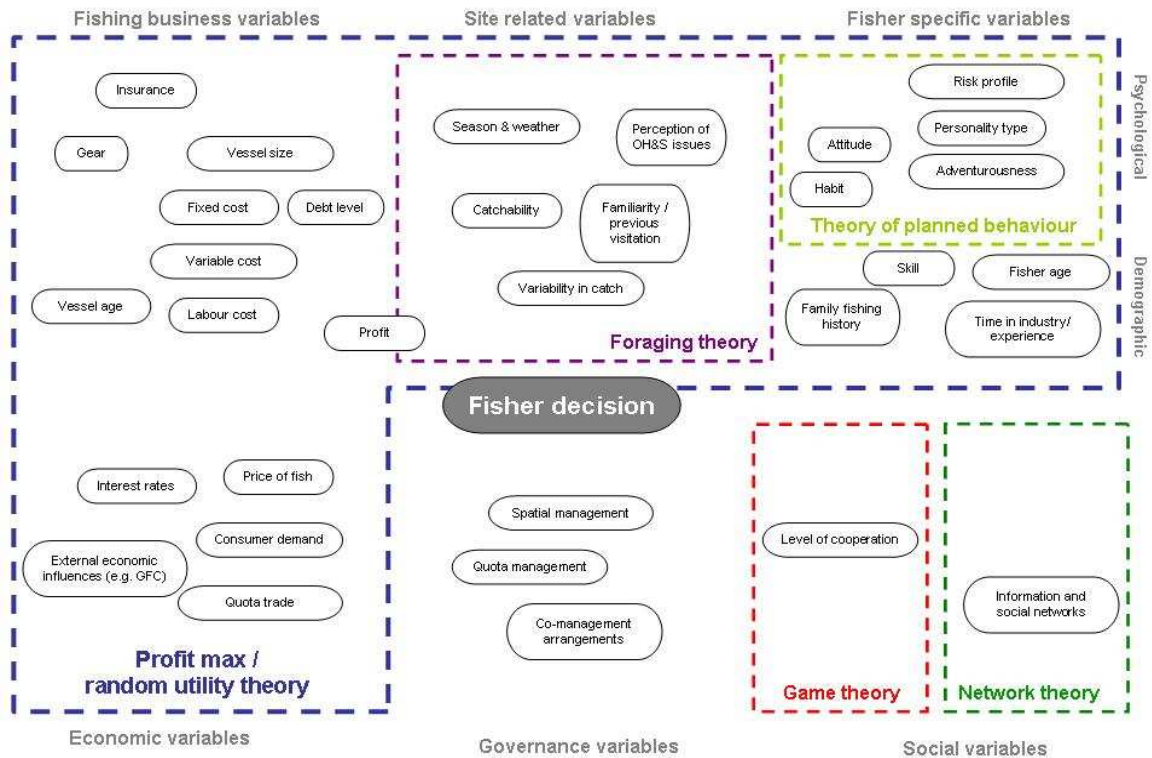 Fishing business variables
Site related variables
Fisher specific variables
Insurance
Gear
Vessel size
Fixed cost
Debt level
Variable cost
Vessel age
Labour cost
Profit
Season & weather
Perception of
OH&S issues
Catchability
Familiarity /
previous
visitation
Variability in catch
Foraging theory
Risk profile
Personality type
Attitude
Adventurousness
Habit
Theory of planned behaviour
Psychological
Skill
Fisher age
Family fishing
history
Time in industry/
experience
Demographic
Fisher decision
Interest rates
Price of fish
Consumer demand
External economic
influences (e.g. GFC)
Quota trade
Profit max /
random utility theory
Spatial management
Quota management
Co-management
arrangements
Level of cooperation
Game theory
Information and
social networks
Network theory
Economic variables
Governance variables
Social variables